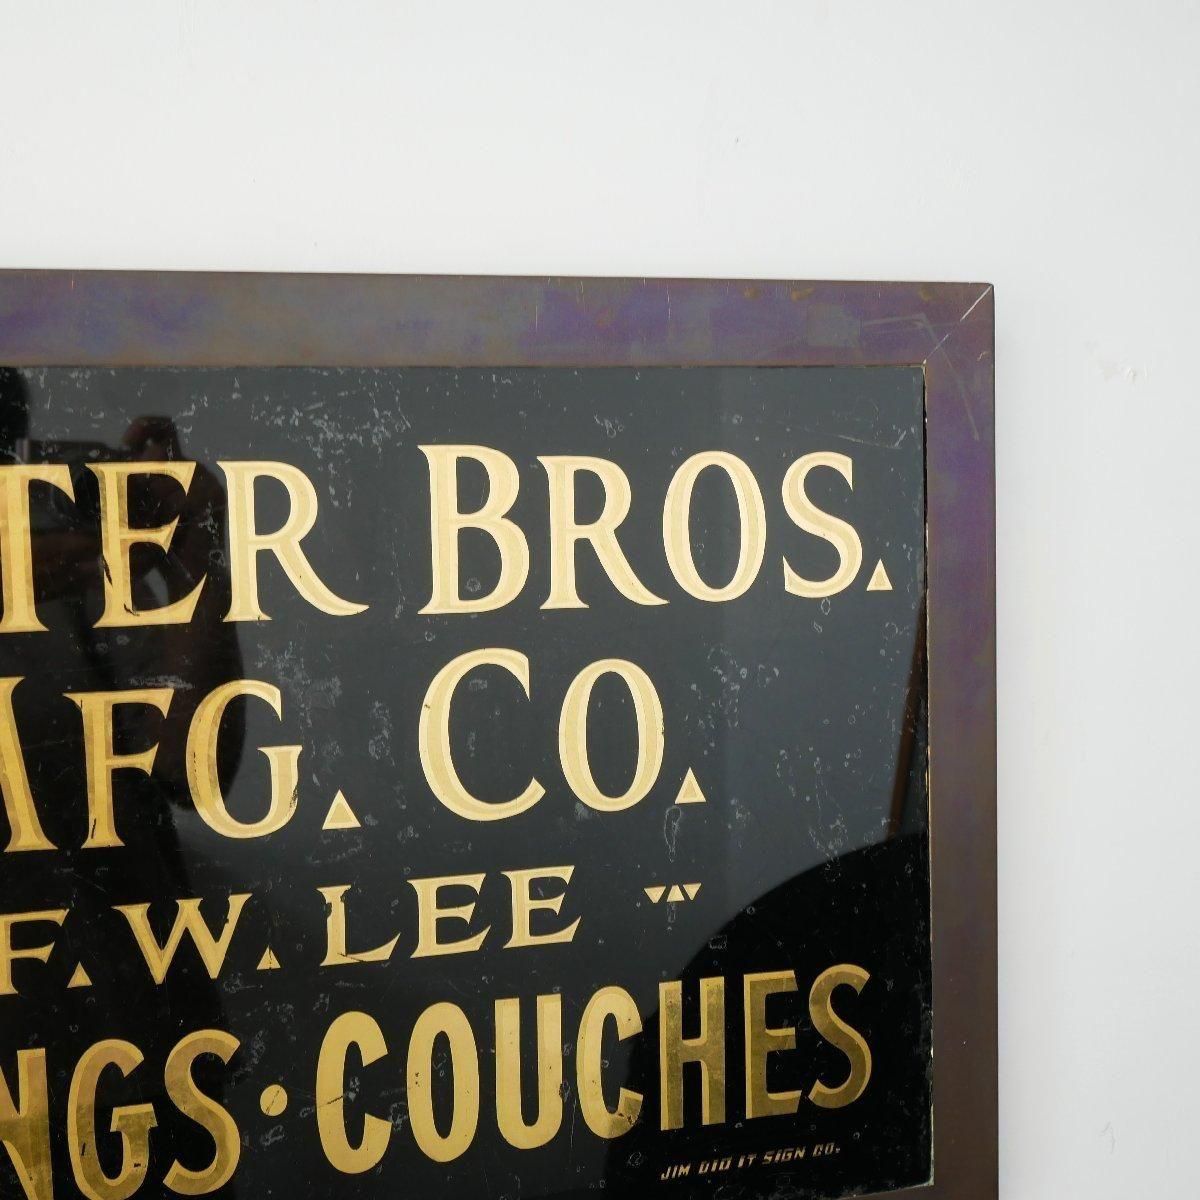 TER BROS.
MFG. CO.
F. W. LEE
NGS · COUCHES
JIM DID IT SIGN CO.